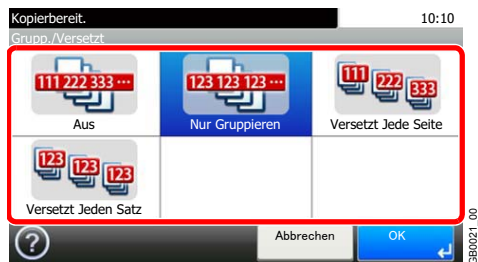 Kopierbereit. 10:10
Grupp./Versetzt
111 222 333 ... 123 123 123 ... 111 222 333
Aus Nur Gruppieren Versetzt Jede Seite
123 123 123
Versetzt Jeden Satz
? Abbrechen OK
GB0021_00